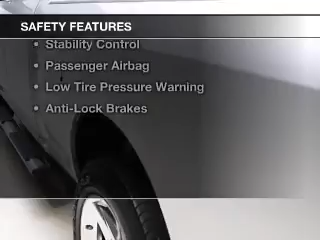 SAFETY FEATURES
• Stability Control
• Passenger Airbag
• Low Tire Pressure Warning
• Anti-Lock Brakes